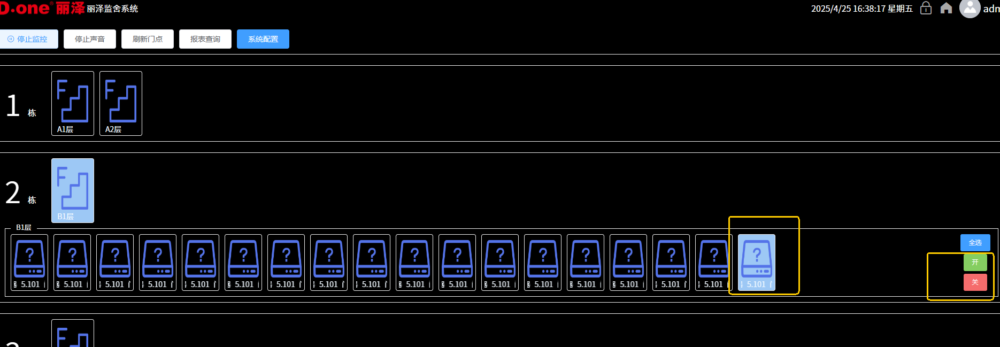 D.one® 丽泽 丽泽监舍系统 2025/4/25 16:38:17 星期五
停止监控 停止声音 刷新门点 报表查询 系统配置
F F
1 栋 A1层 A2层
F
2 栋 B1层
B1层
? ? ? ? ? ? ? ? ? ? ? ? ? ? ? ? ? ?
5.101 5.101 5.101 5.101 5.101 5.101 5.101 5.101 5.101 5.101 5.101 5.101 5.101 5.101 5.101 5.101 5.101 5.101
全选
开
关
F